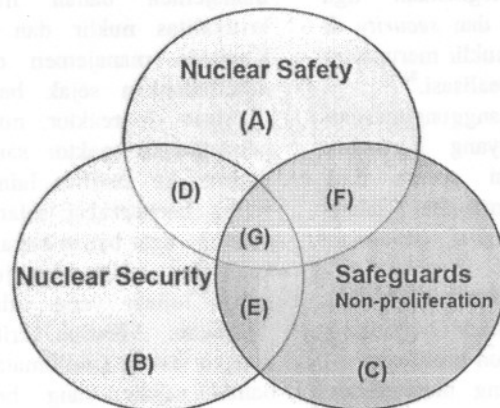 Nuclear Safety
(A)
(D)
(F)
(G)
Nuclear Security
Safeguards
Non-proliferation
(E)
(B)
(C)